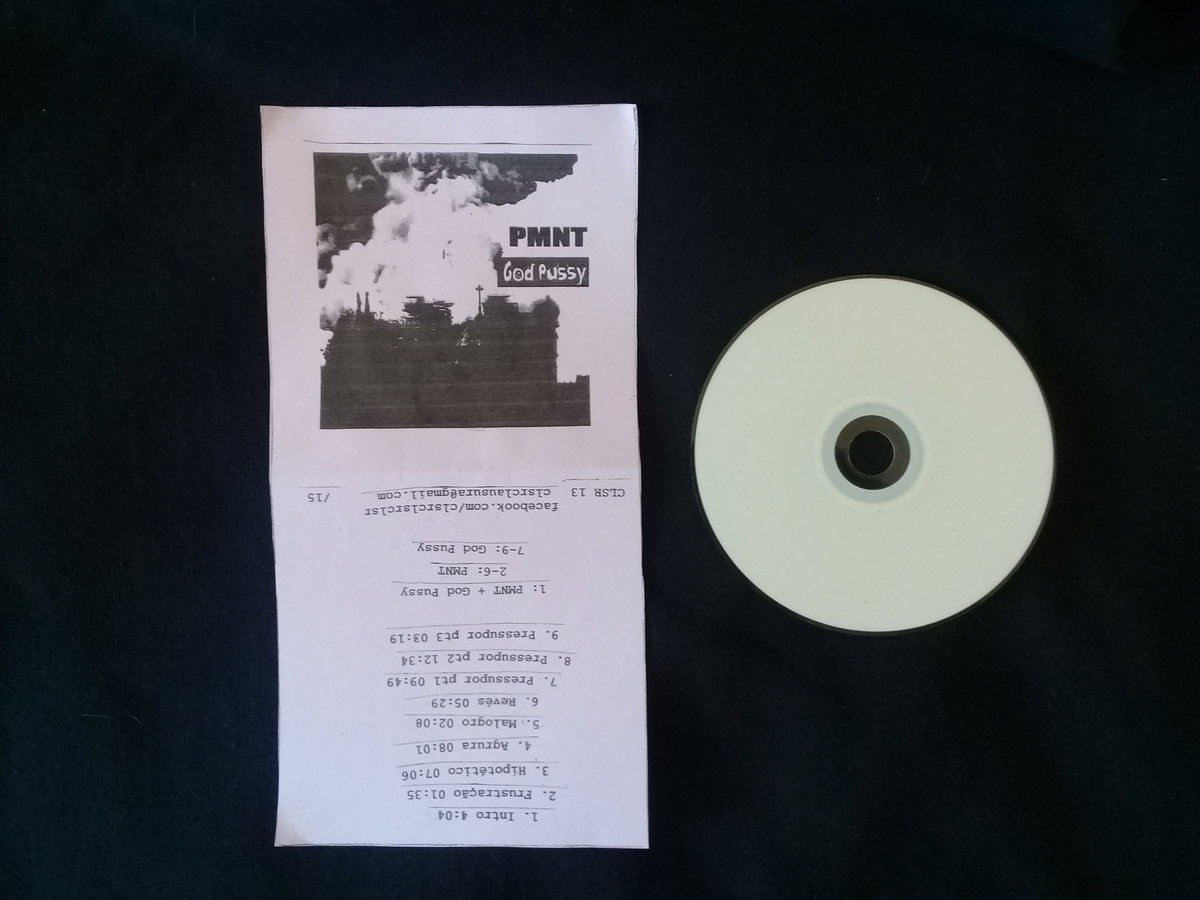 PMNT
God Pussy
1. Intro 4:04
2. Frustração 01:35
3. Hipotético 07:06
4. Agrura 08:01
5. Malogro 02:08
6. Revés 05:29
7. Pressupor pt1 09:49
8. Pressupor pt2 12:34
9. Pressupor pt3 03:19
1: PMNT + God Pussy
2-6: PMNT
7-9: God Pussy
facebook.com/clsrclsrclsr
CLSR 13 clsrclausura@gmail.com /15